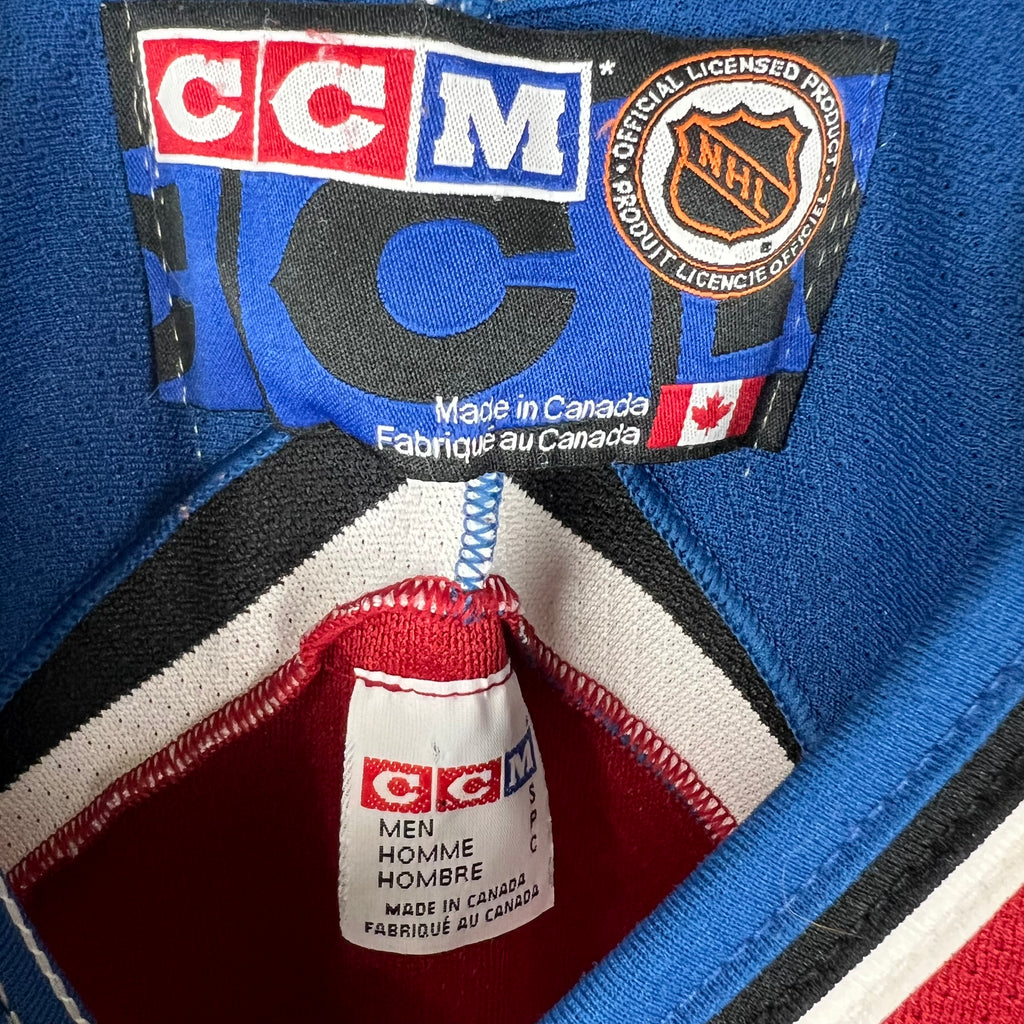 CCM*
• OFFICIAL LICENSED PRODUCT •
PRODUIT LICENCIE OFFICIEL
NHL
C
Made in Canada
Fabriqué au Canada
CCM
S
P
C
MEN
HOMME
HOMBRE
MADE IN CANADA
FABRIQUÉ AU CANADA